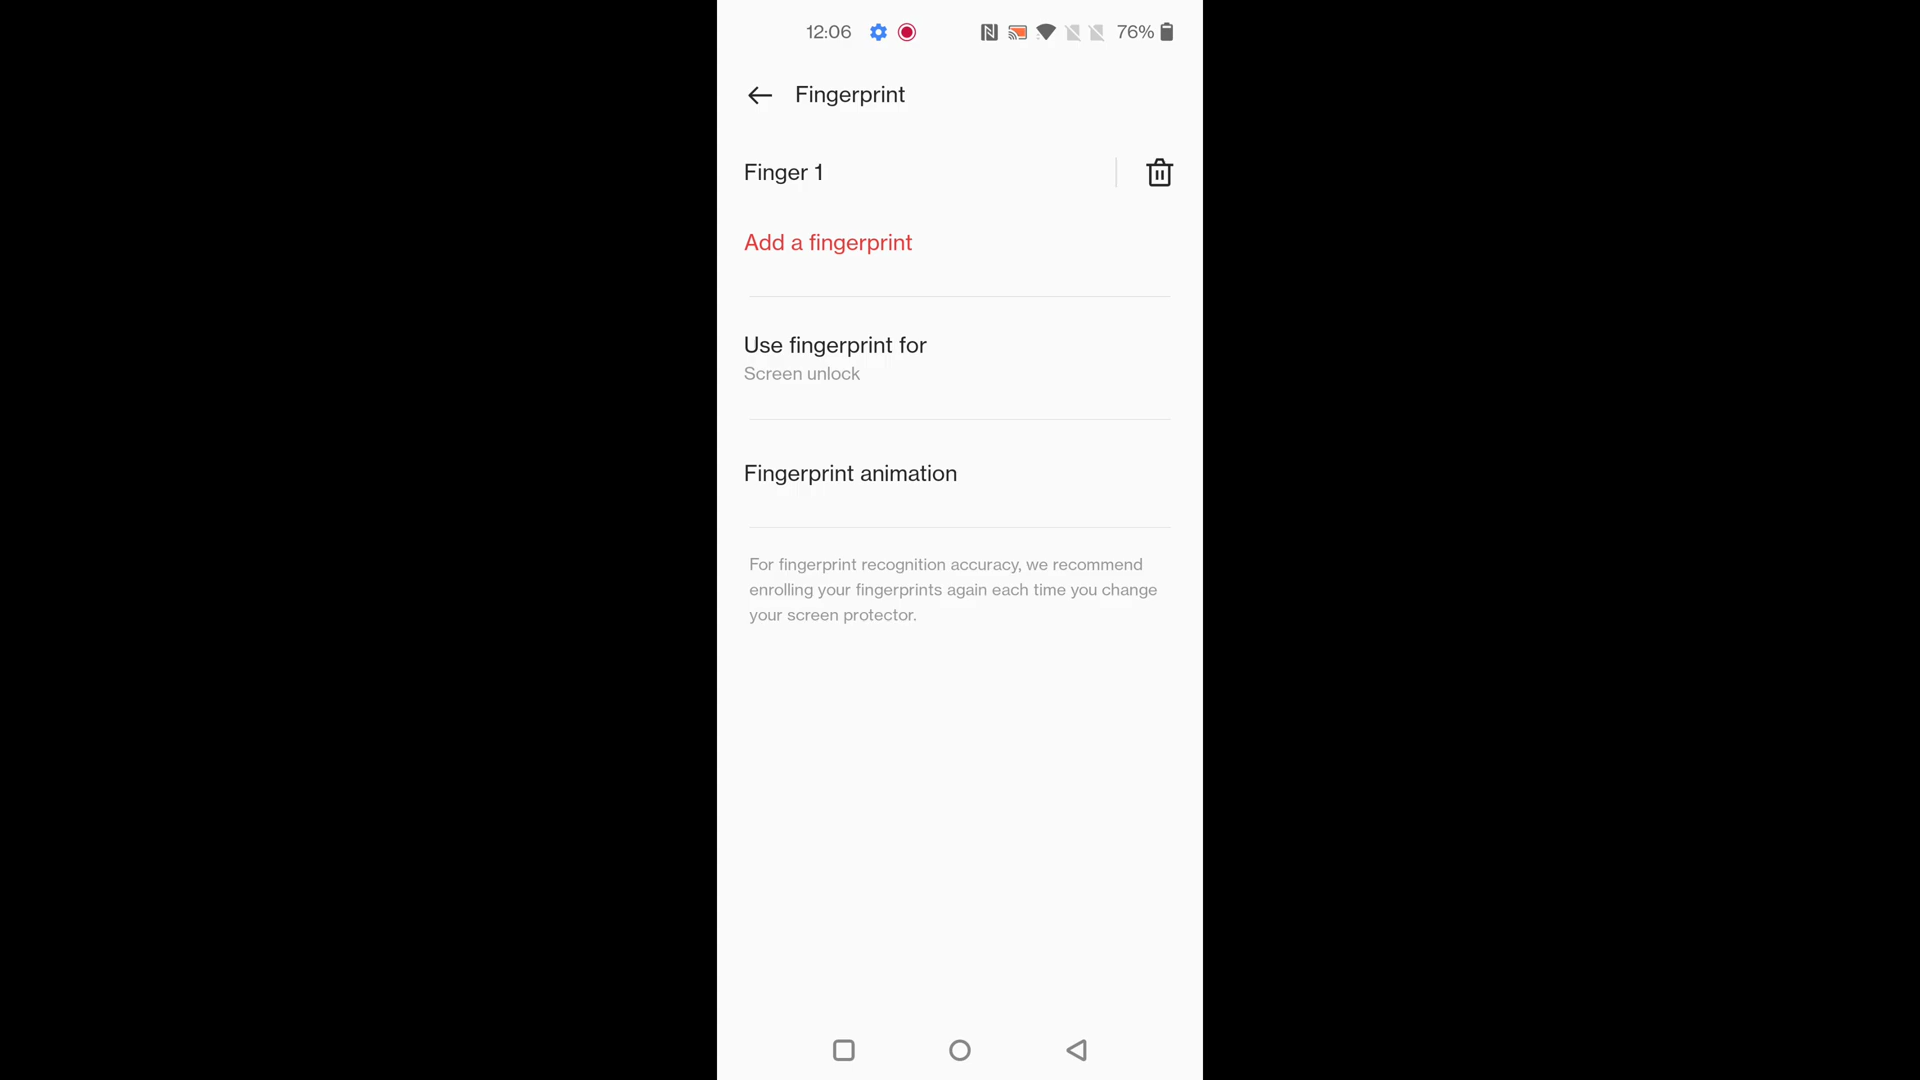 12:06
76%
Fingerprint
Finger 1
Add a fingerprint
Use fingerprint for
Screen unlock
Fingerprint animation
For fingerprint recognition accuracy, we recommend
enrolling your fingerprints again each time you change
your screen protector.